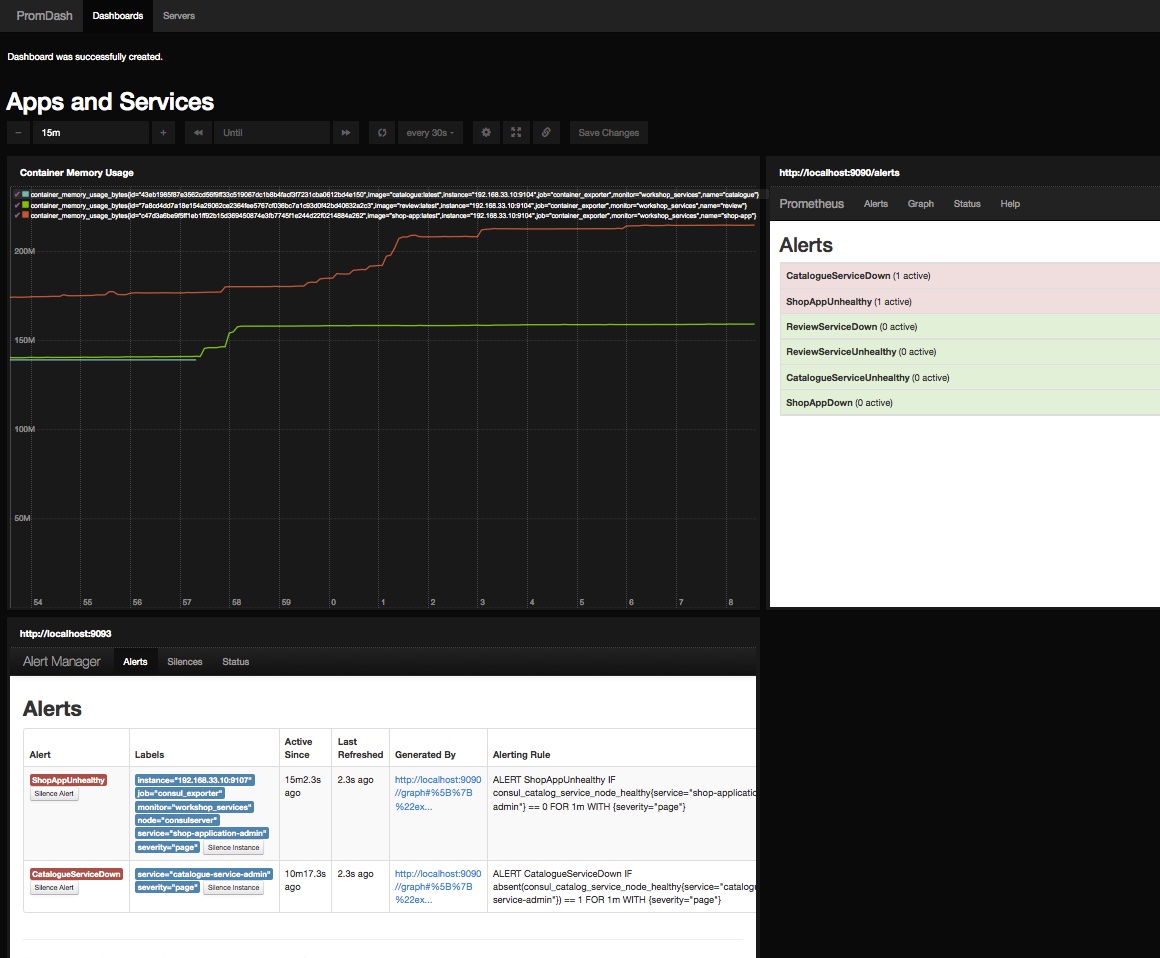 PromDash Dashboards Servers
Dashboard was successfully created.
Apps and Services
− 15m + Until every 30s Save Changes
Container Memory Usage
container_memory_usage_bytes{id="43eb1985f87e3562cd56f9ff33c519067dc1b8b4facf3f7231cba0612bd4e150",image="catalogue:latest",instance="192.168.33.10:9104",job="container_exporter",monitor="workshop_services",name="catalogue"}
container_memory_usage_bytes{id="7a8cd4dd7a18e154a26062ce2364fee5767cf036bc7a1c93d0f42bd40632a2c3",image="review:latest",instance="192.168.33.10:9104",job="container_exporter",monitor="workshop_services",name="review"}
container_memory_usage_bytes{id="c47d3a6be9f5ff1eb1ff92b15d369450874e3fb7745f1e244d22f0214884a262",image="shop-app:latest",instance="192.168.33.10:9104",job="container_exporter",monitor="workshop_services",name="shop-app"}
200M
150M
100M
50M
54 55 56 57 58 59 0 1 2 3 4 5 6 7 8
http://localhost:9090/alerts
Prometheus Alerts Graph Status Help
Alerts
CatalogueServiceDown (1 active)
ShopAppUnhealthy (1 active)
ReviewServiceDown (0 active)
ReviewServiceUnhealthy (0 active)
CatalogueServiceUnhealthy (0 active)
ShopAppDown (0 active)
http://localhost:9093
Alert Manager Alerts Silences Status
Alerts
Alert Labels Active Since Last Refreshed Generated By Alerting Rule
ShopAppUnhealthy
Silence Alert
instance="192.168.33.10:9107"
job="consul_exporter"
monitor="workshop_services"
node="consulserver"
service="shop-application-admin"
severity="page" Silence Instance
15m2.3s
ago
2.3s ago
http://localhost:9090
//graph#%5B%7B
%22ex...
ALERT ShopAppUnhealthy IF
consul_catalog_service_node_healthy{service="shop-applicatio
admin"} == 0 FOR 1m WITH {severity="page"}
CatalogueServiceDown
Silence Alert
service="catalogue-service-admin"
severity="page" Silence Instance
10m17.3s
ago
2.3s ago
http://localhost:9090
//graph#%5B%7B
%22ex...
ALERT CatalogueServiceDown IF
absent(consul_catalog_service_node_healthy{service="catalogu
service-admin"}) == 1 FOR 1m WITH {severity="page"}